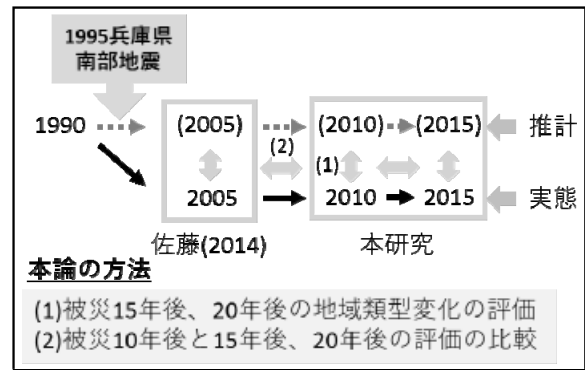 1995兵庫県
南部地震
1990 (2005) (2010) (2015) 推計
(2) (1)
2005 2010 2015 実態
佐藤(2014) 本研究
本論の方法
(1)被災15年後、20年後の地域類型変化の評価
(2)被災10年後と15年後、20年後の評価の比較